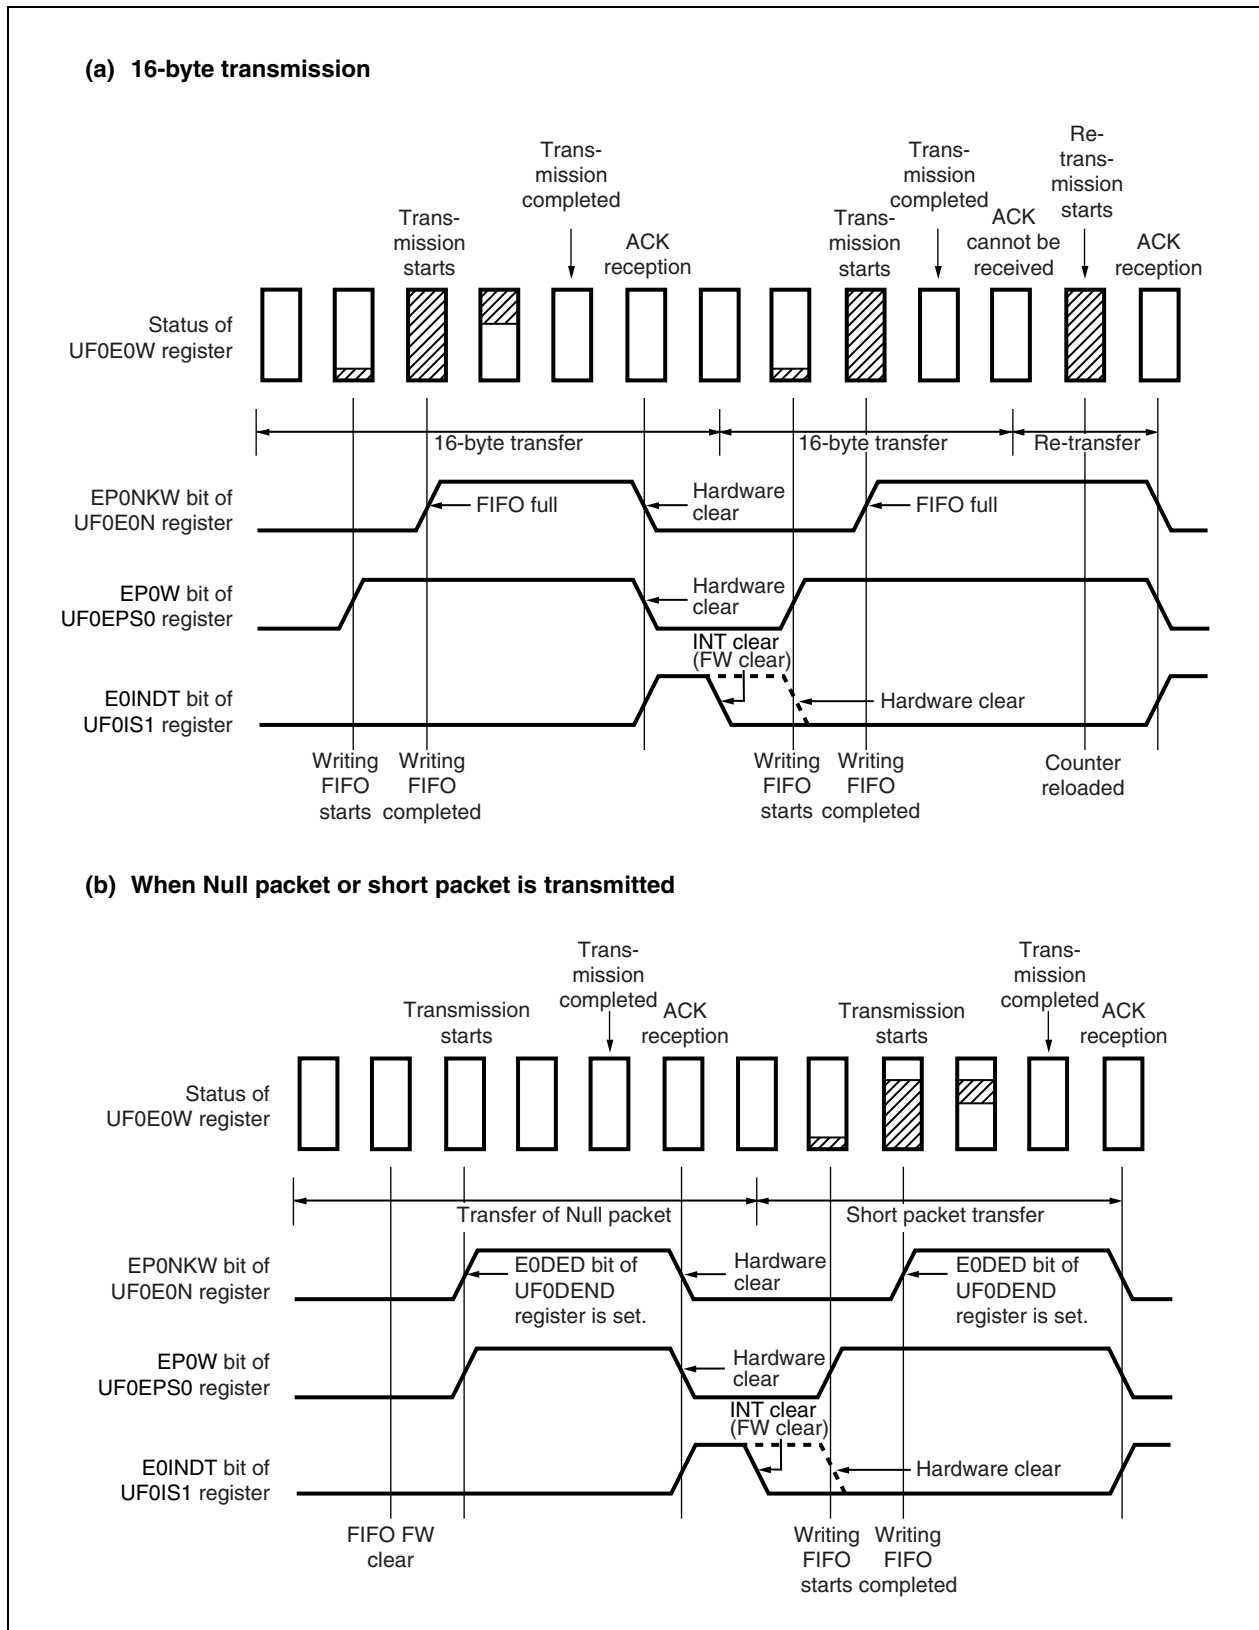 (a) 16-byte transmission
Trans-
mission
completed
Trans-
mission
starts
ACK
reception
Trans-
mission
completed
Trans-
mission
starts
ACK
cannot be
received
Re-
trans-
mission
starts
ACK
reception
Status of
UF0E0W register
16-byte transfer
16-byte transfer
Re-transfer
EP0NKW bit of
UF0E0N register
FIFO full
Hardware
clear
FIFO full
EP0W bit of
UF0EPS0 register
Hardware
clear
INT clear
(FW clear)
E0INDT bit of
UF0IS1 register
Hardware clear
Writing
FIFO
starts
Writing
FIFO
completed
Writing
FIFO
starts
Writing
FIFO
completed
Counter
reloaded
(b) When Null packet or short packet is transmitted
Transmission
starts
Trans-
mission
completed
ACK
reception
Transmission
starts
Trans-
mission
completed
ACK
reception
Status of
UF0E0W register
Transfer of Null packet
Short packet transfer
EP0NKW bit of
UF0E0N register
E0DED bit of
UF0DEND
register is set.
Hardware
clear
E0DED bit of
UF0DEND
register is set.
EP0W bit of
UF0EPS0 register
Hardware
clear
INT clear
(FW clear)
E0INDT bit of
UF0IS1 register
Hardware clear
FIFO FW
clear
Writing
FIFO
starts
Writing
FIFO
completed